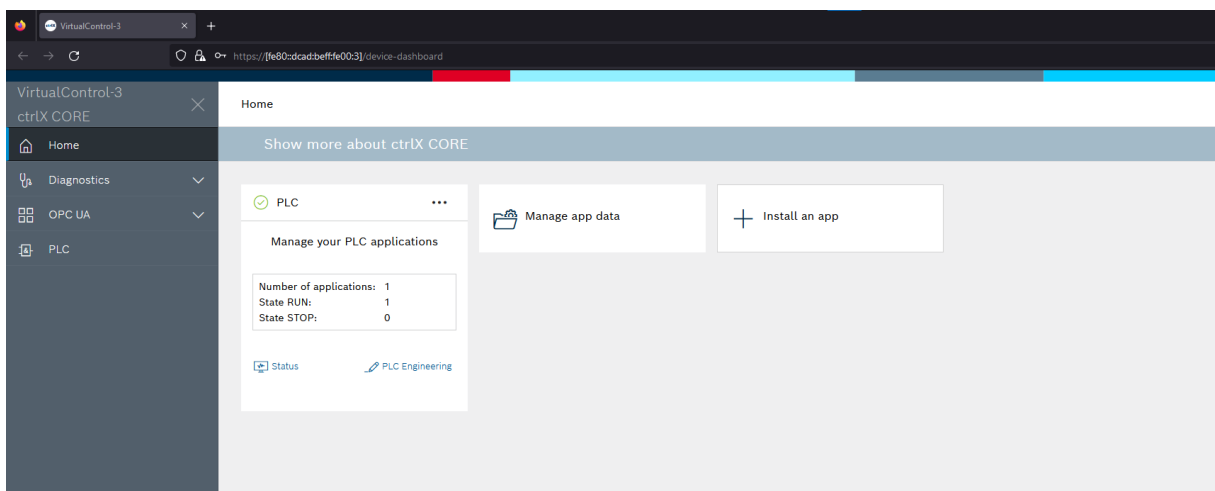 VirtualControl-3
https://[fe80::dcad:beff:fe00:3]/device-dashboard
VirtualControl-3
ctrlX CORE
Home
Diagnostics
OPC UA
PLC
Home
Show more about ctrlX CORE
PLC
Manage your PLC applications
Number of applications: 1
State RUN: 1
State STOP: 0
Status
PLC Engineering
Manage app data
Install an app